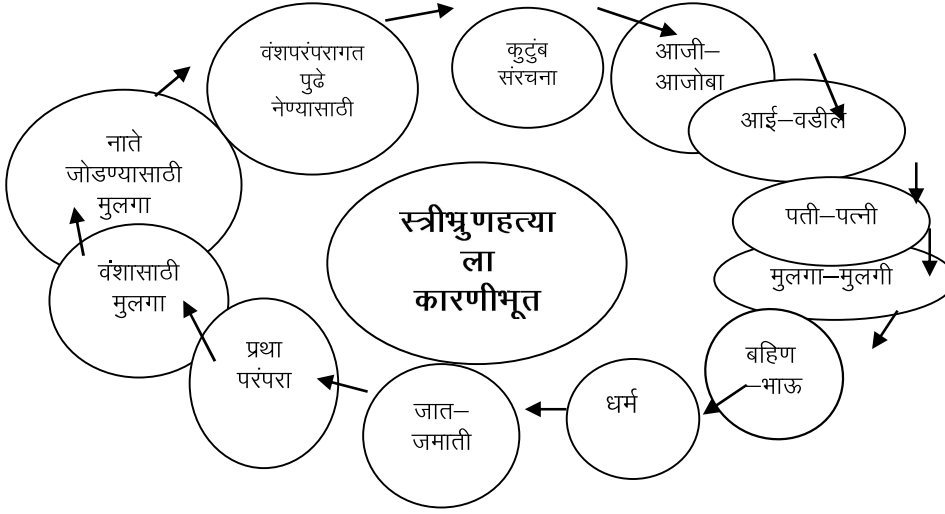 वंशपरंपरागत
पुढे
नेण्यासाठी
कुटुंब
संरचना
आजी–
आजोबा
आई–वडील
पती–पत्नी
मुलगा–मुलगी
बहिण
–भाऊ
धर्म
जात–
जमाती
प्रथा
परंपरा
वंशासाठी
मुलगा
नाते
जोडण्यासाठी
मुलगा
स्त्रीभ्रुणहत्या
ला
कारणीभूत